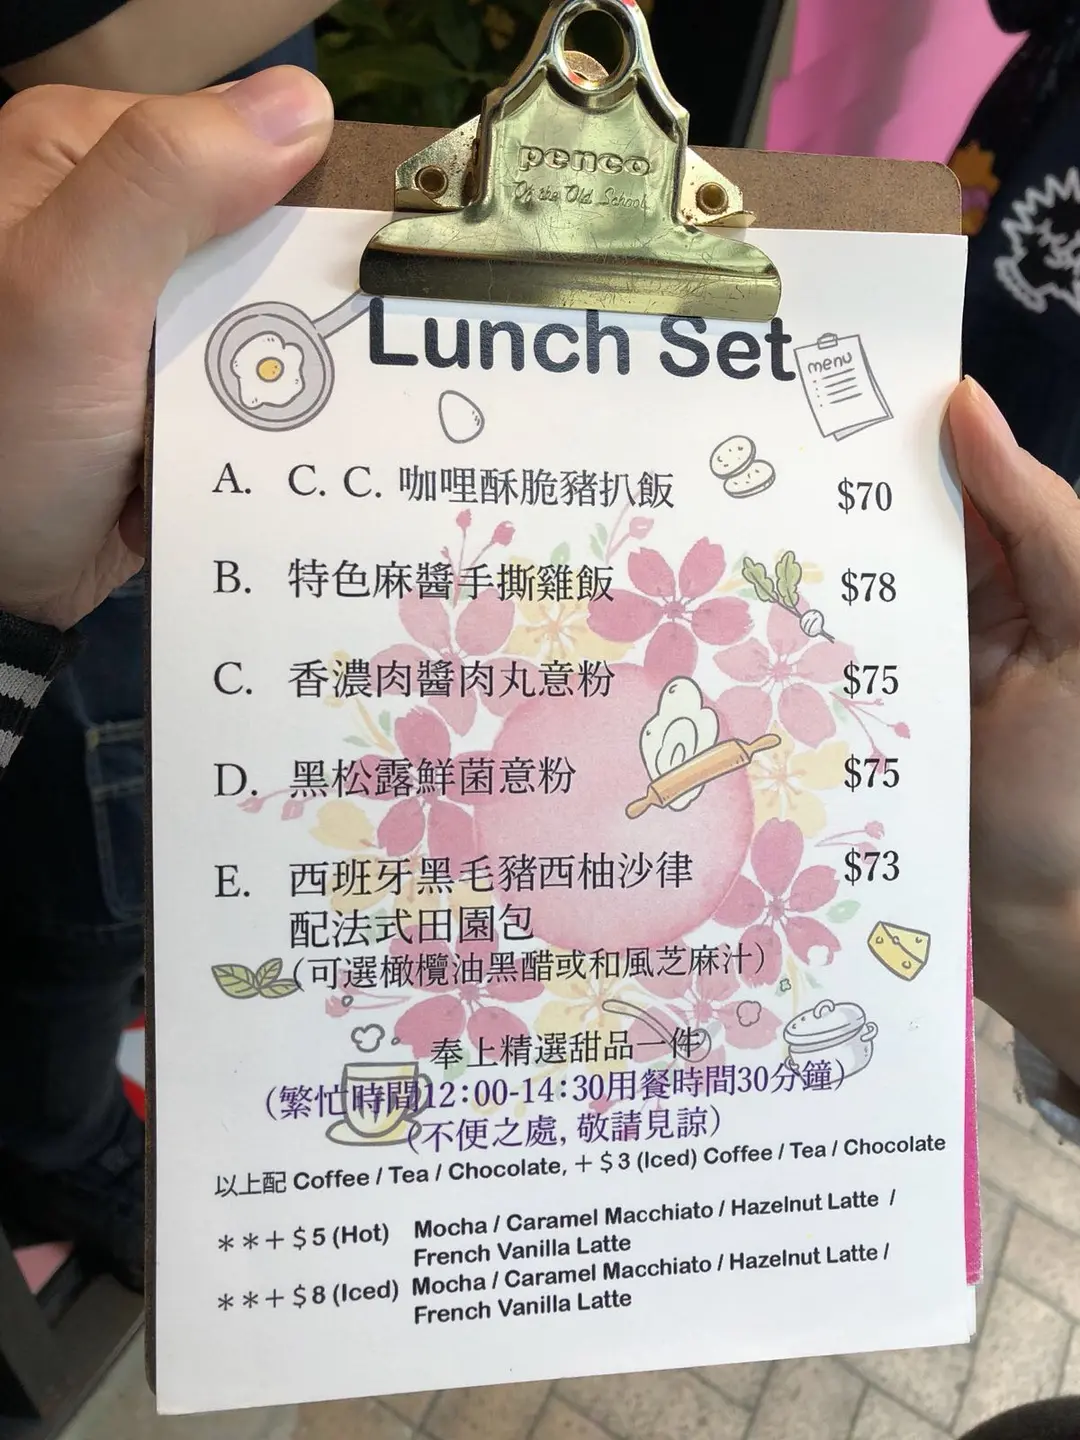 penco
Of the Old School
Lunch Set
menu
A. C. C. 咖哩酥脆豬扒飯 $70
B. 特色麻醬手撕雞飯 $78
C. 香濃肉醬肉丸意粉 $75
D. 黑松露鮮菌意粉 $75
E. 西班牙黑毛豬西柚沙律 $73
配法式田園包
(可選橄欖油黑醋或和風芝麻汁)
奉上精選甜品一件
(繁忙時間12:00-14:30用餐時間30分鐘)
(不便之處, 敬請見諒)
以上配 Coffee / Tea / Chocolate, + $3 (Iced) Coffee / Tea / Chocolate
**+ $5 (Hot) Mocha / Caramel Macchiato / Hazelnut Latte /
French Vanilla Latte
**+ $8 (Iced) Mocha / Caramel Macchiato / Hazelnut Latte /
French Vanilla Latte